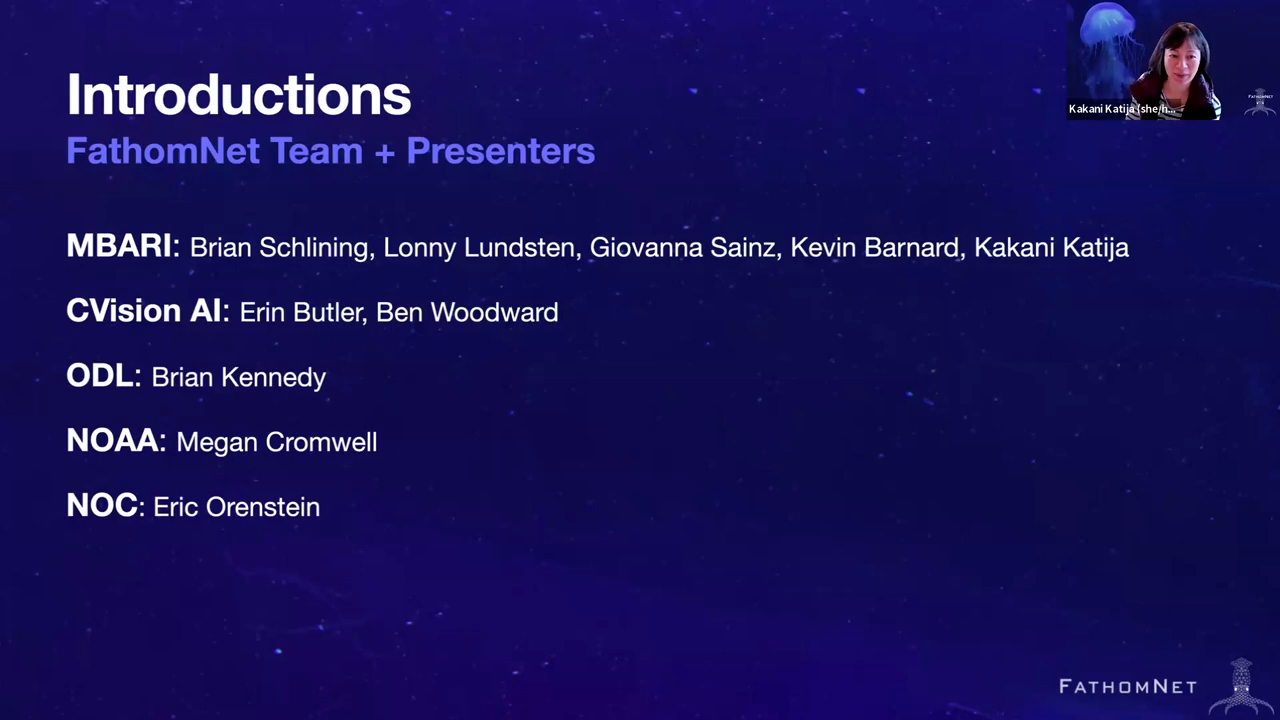 Introductions
FathomNet Team + Presenters
Kakani Katija (she/h...
FATHOMNET
MBARI: Brian Schlining, Lonny Lundsten, Giovanna Sainz, Kevin Barnard, Kakani Katija
CVision AI: Erin Butler, Ben Woodward
ODL: Brian Kennedy
NOAA: Megan Cromwell
NOC: Eric Orenstein
FATHOMNET